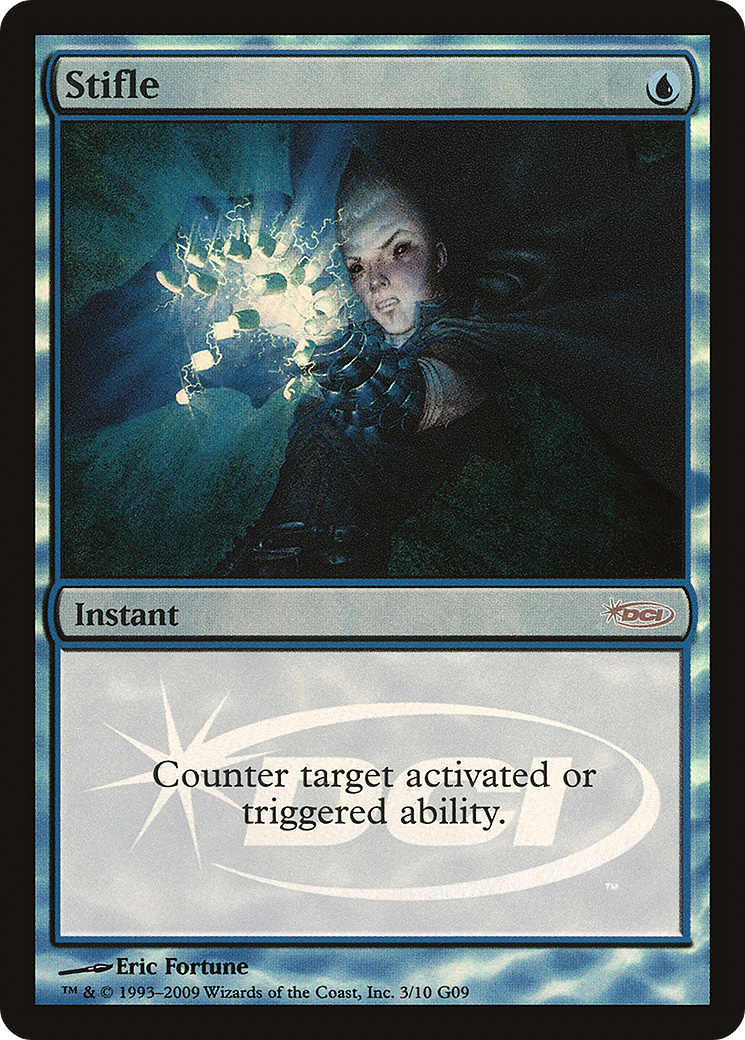 Stifle
Instant
DCI
DCI
Counter target activated or
triggered ability.
™
Eric Fortune
™ & © 1993–2009 Wizards of the Coast, Inc. 3/10 G09